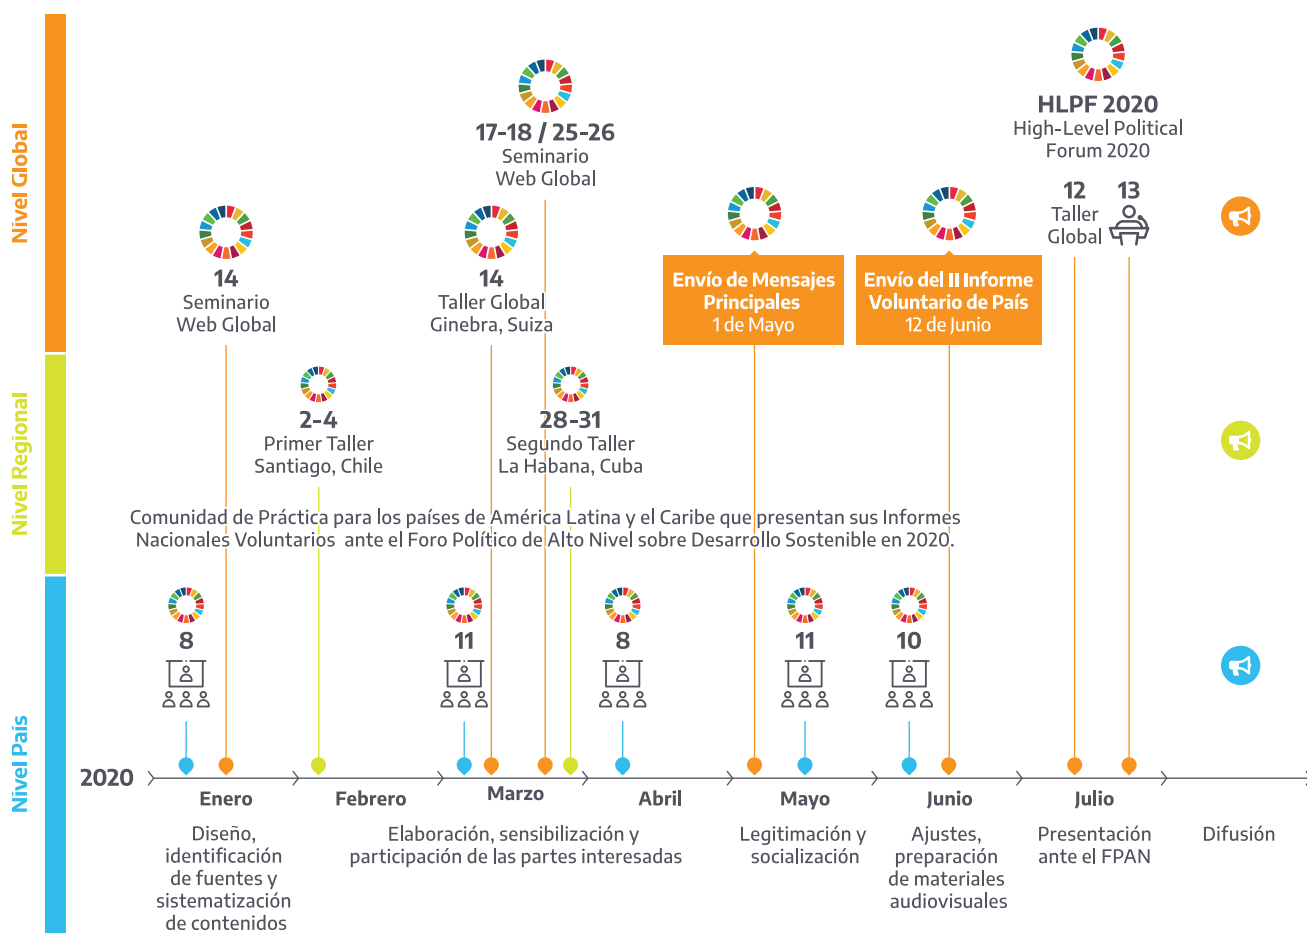 Nivel Global
17-18 / 25-26
Seminario
Web Global
HLPF 2020
High-Level Political
Forum 2020
12
Taller
Global
13
14
Seminario
Web Global
14
Taller Global
Ginebra, Suiza
Envío de Mensajes
Principales
1 de Mayo
Envío del II Informe
Voluntario de País
12 de Junio
Nivel Regional
2-4
Primer Taller
Santiago, Chile
28-31
Segundo Taller
La Habana, Cuba
Comunidad de Práctica para los países de América Latina y el Caribe que presentan sus Informes
Nacionales Voluntarios ante el Foro Político de Alto Nivel sobre Desarrollo Sostenible en 2020.
Nivel País
8
11
8
11
10
2020
Enero
Febrero
Marzo
Abril
Mayo
Junio
Julio
Diseño,
identificación
de fuentes y
sistematización
de contenidos
Elaboración, sensibilización y
participación de las partes interesadas
Legitimación y
socialización
Ajustes,
preparación
de materiales
audiovisuales
Presentación
ante el FPAN
Difusión